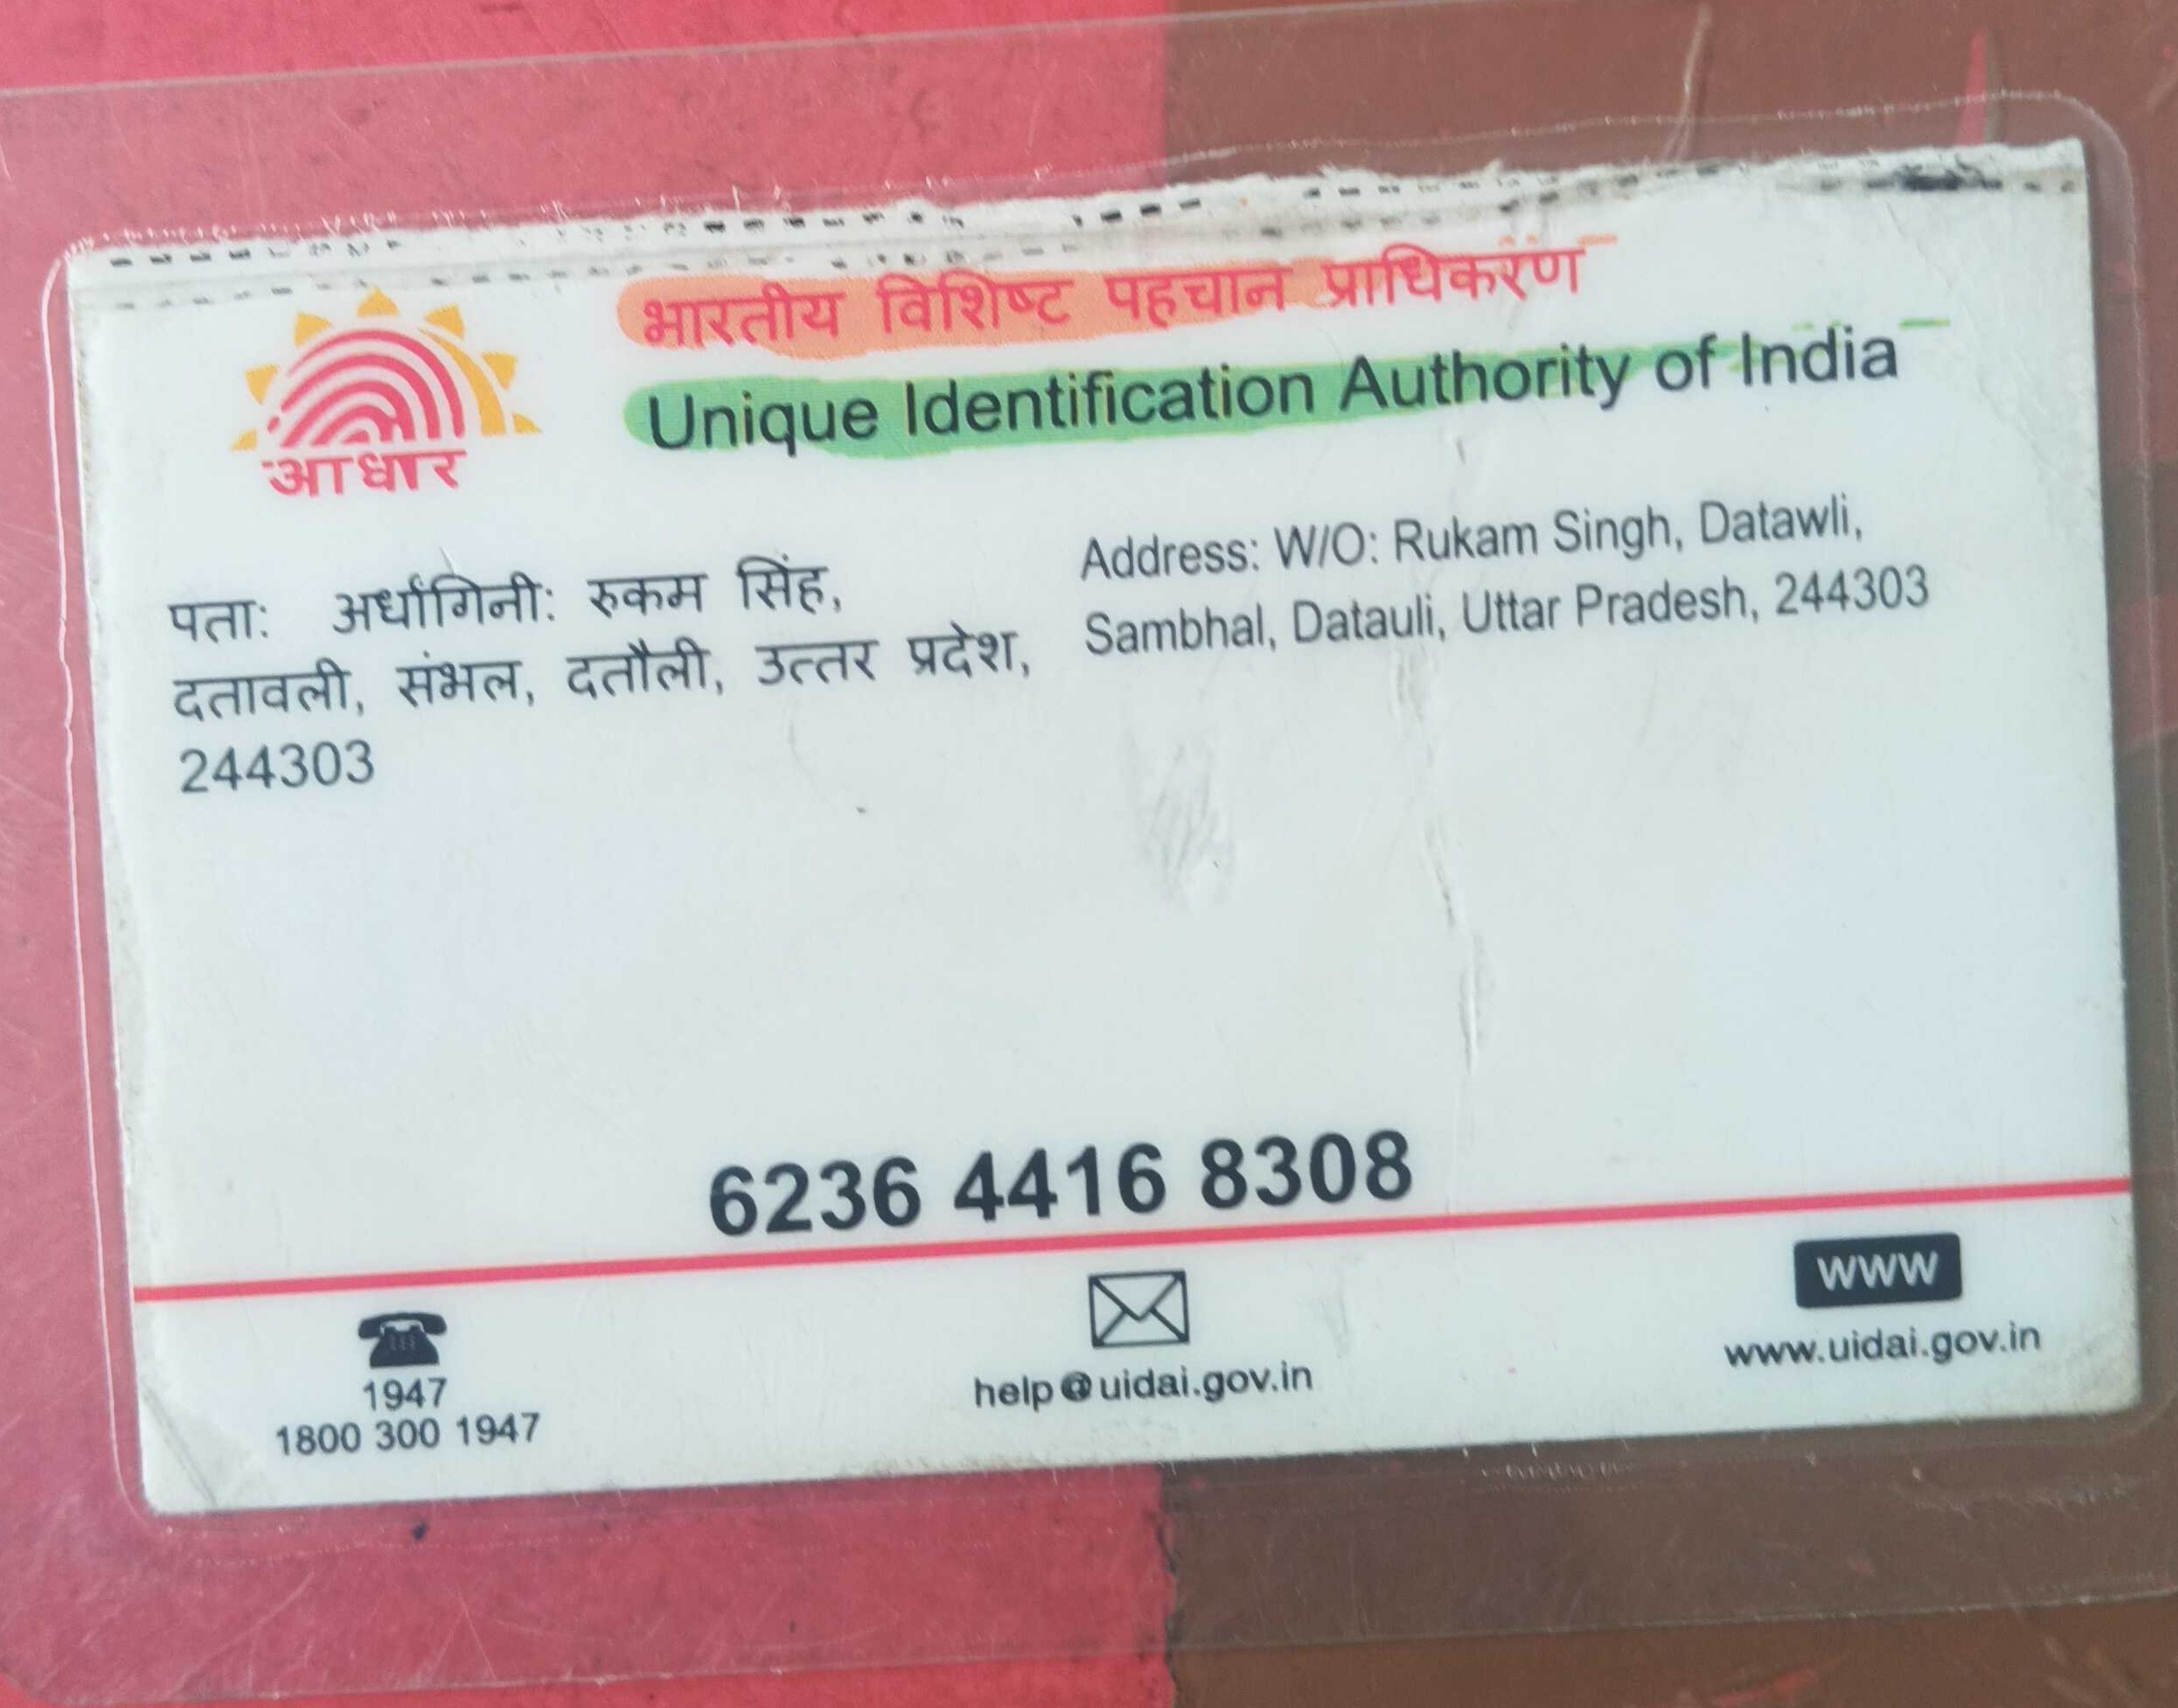 भारतीय विशिष्ट पहचान प्राधिकरण
Unique Identification Authority of India
आधार
पता: अर्धांगिनी: रुकम सिंह,
दतावली, संभल, दतौली, उत्तर प्रदेश,
244303
Address: W/O: Rukam Singh, Datawli,
Sambhal, Datauli, Uttar Pradesh, 244303
6236 4416 8308
1947
1800 300 1947
help@uidai.gov.in
www
www.uidai.gov.in